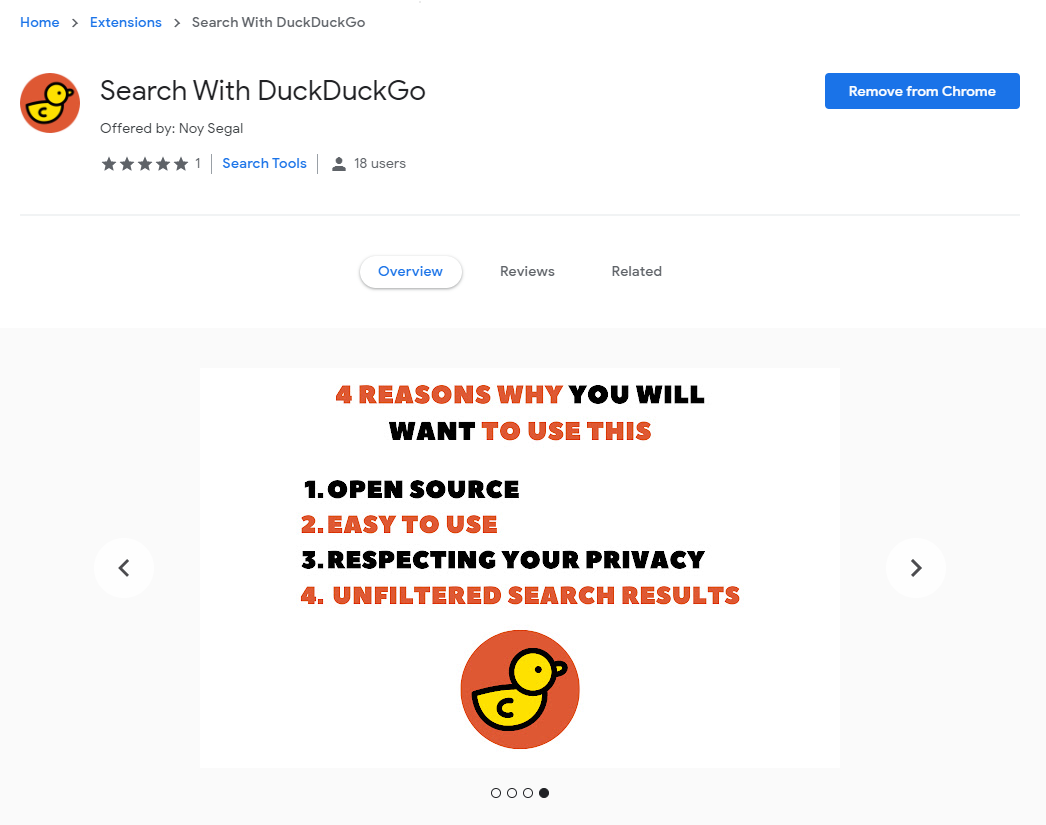 Home > Extensions > Search With DuckDuckGo
Search With DuckDuckGo
Remove from Chrome
Offered by: Noy Segal
1 Search Tools 18 users
Overview Reviews Related
4 REASONS WHY YOU WILL
WANT TO USE THIS
1. OPEN SOURCE
2. EASY TO USE
3. RESPECTING YOUR PRIVACY
4. UNFILTERED SEARCH RESULTS